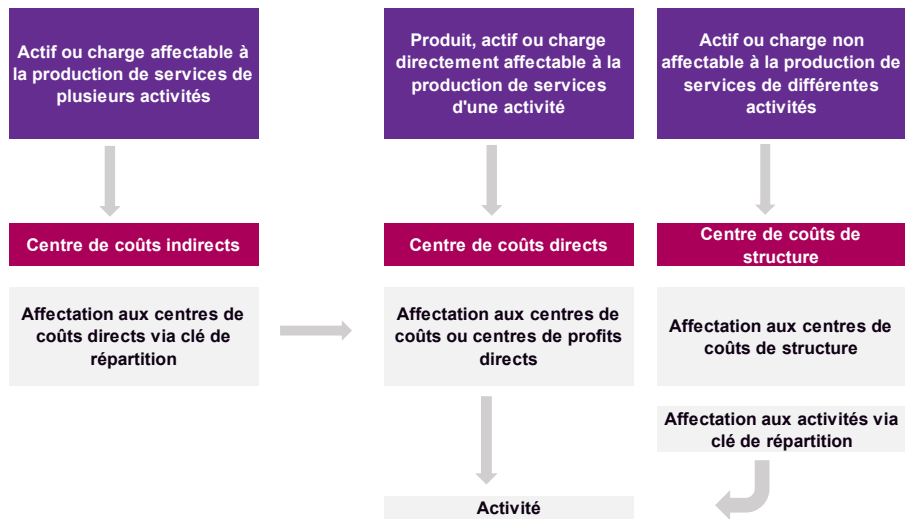 Actif ou charge affectable à
la production de services de
plusieurs activités
Produit, actif ou charge
directement affectable à la
production de services
d'une activité
Actif ou charge non
affectable à la production de
services de différentes
activités
Centre de coûts indirects
Centre de coûts directs
Centre de coûts de
structure
Affectation aux centres de
coûts directs via clé de
répartition
Affectation aux centres de
coûts ou centres de profits
directs
Affectation aux centres de
coûts de structure
Affectation aux activités via
clé de répartition
Activité